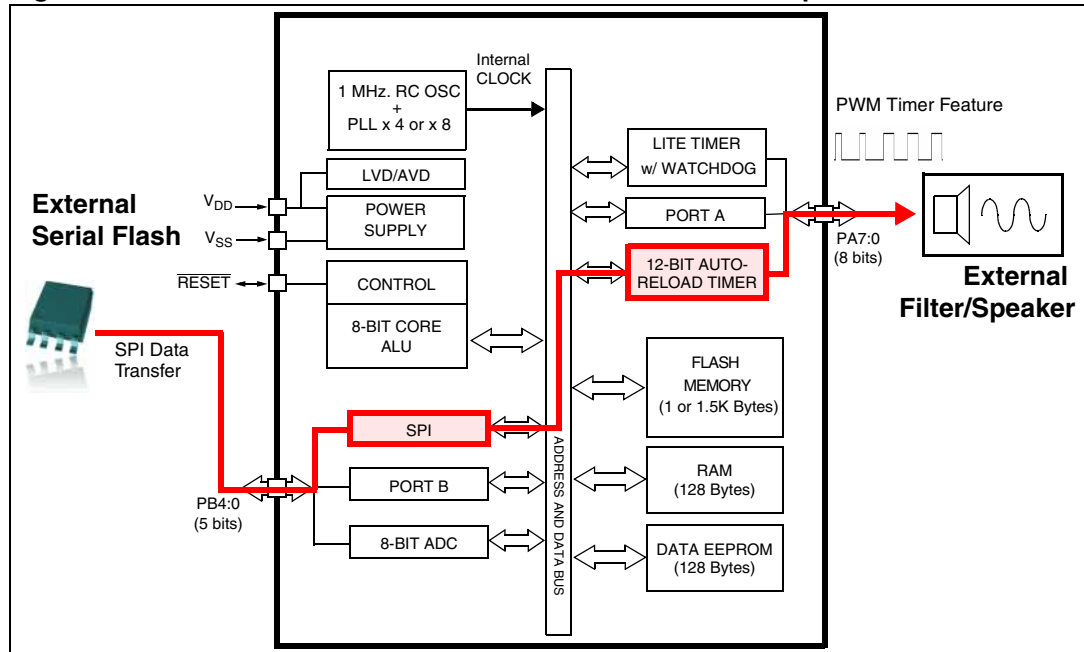 Internal
CLOCK
1 MHz. RC OSC
+
PLL x 4 or x 8
LVD/AVD
POWER
SUPPLY
VDD
VSS
RESET
CONTROL
8-BIT CORE
ALU
External
Serial Flash
SPI Data
Transfer
SPI
PORT B
8-BIT ADC
PB4:0
(5 bits)
ADDRESS AND DATA BUS
LITE TIMER
w/ WATCHDOG
PORT A
12-BIT AUTO-
RELOAD TIMER
FLASH
MEMORY
(1 or 1.5K Bytes)
RAM
(128 Bytes)
DATA EEPROM
(128 Bytes)
PWM Timer Feature
PA7:0
(8 bits)
External
Filter/Speaker